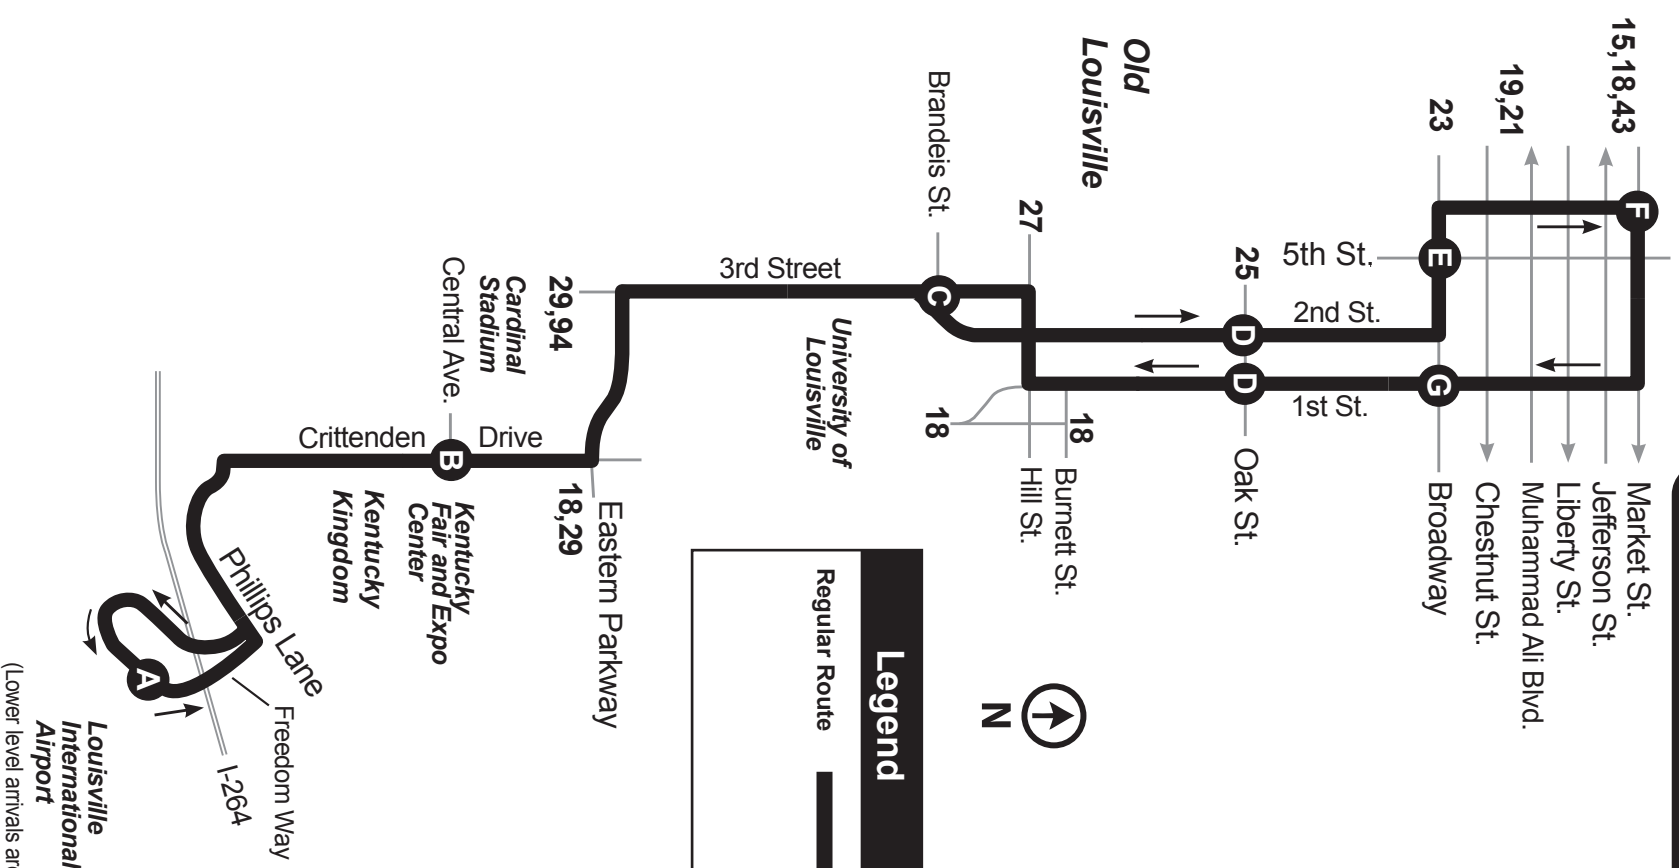 15,18,43
19,21
23
Market St.
Jefferson St.
Liberty St.
Muhammad Ali Blvd.
Chestnut St.
Broadway
F
E
G
5th St.
2nd St.
1st St.
25
D
D
Oak St.
Old
Louisville
27
Brandeis St.
C
18
18
Burnett St.
Hill St.
3rd Street
University of
Louisville
29,94
Cardinal
Stadium
Central Ave.
18,29
Eastern Parkway
Crittenden
B
Drive
Kentucky
Fair and Expo
Center
Kentucky
Kingdom
Phillips Lane
A
Freedom Way
I-264
Louisville
International
Airport
(Lower level arrivals
N
Legend
Regular Route